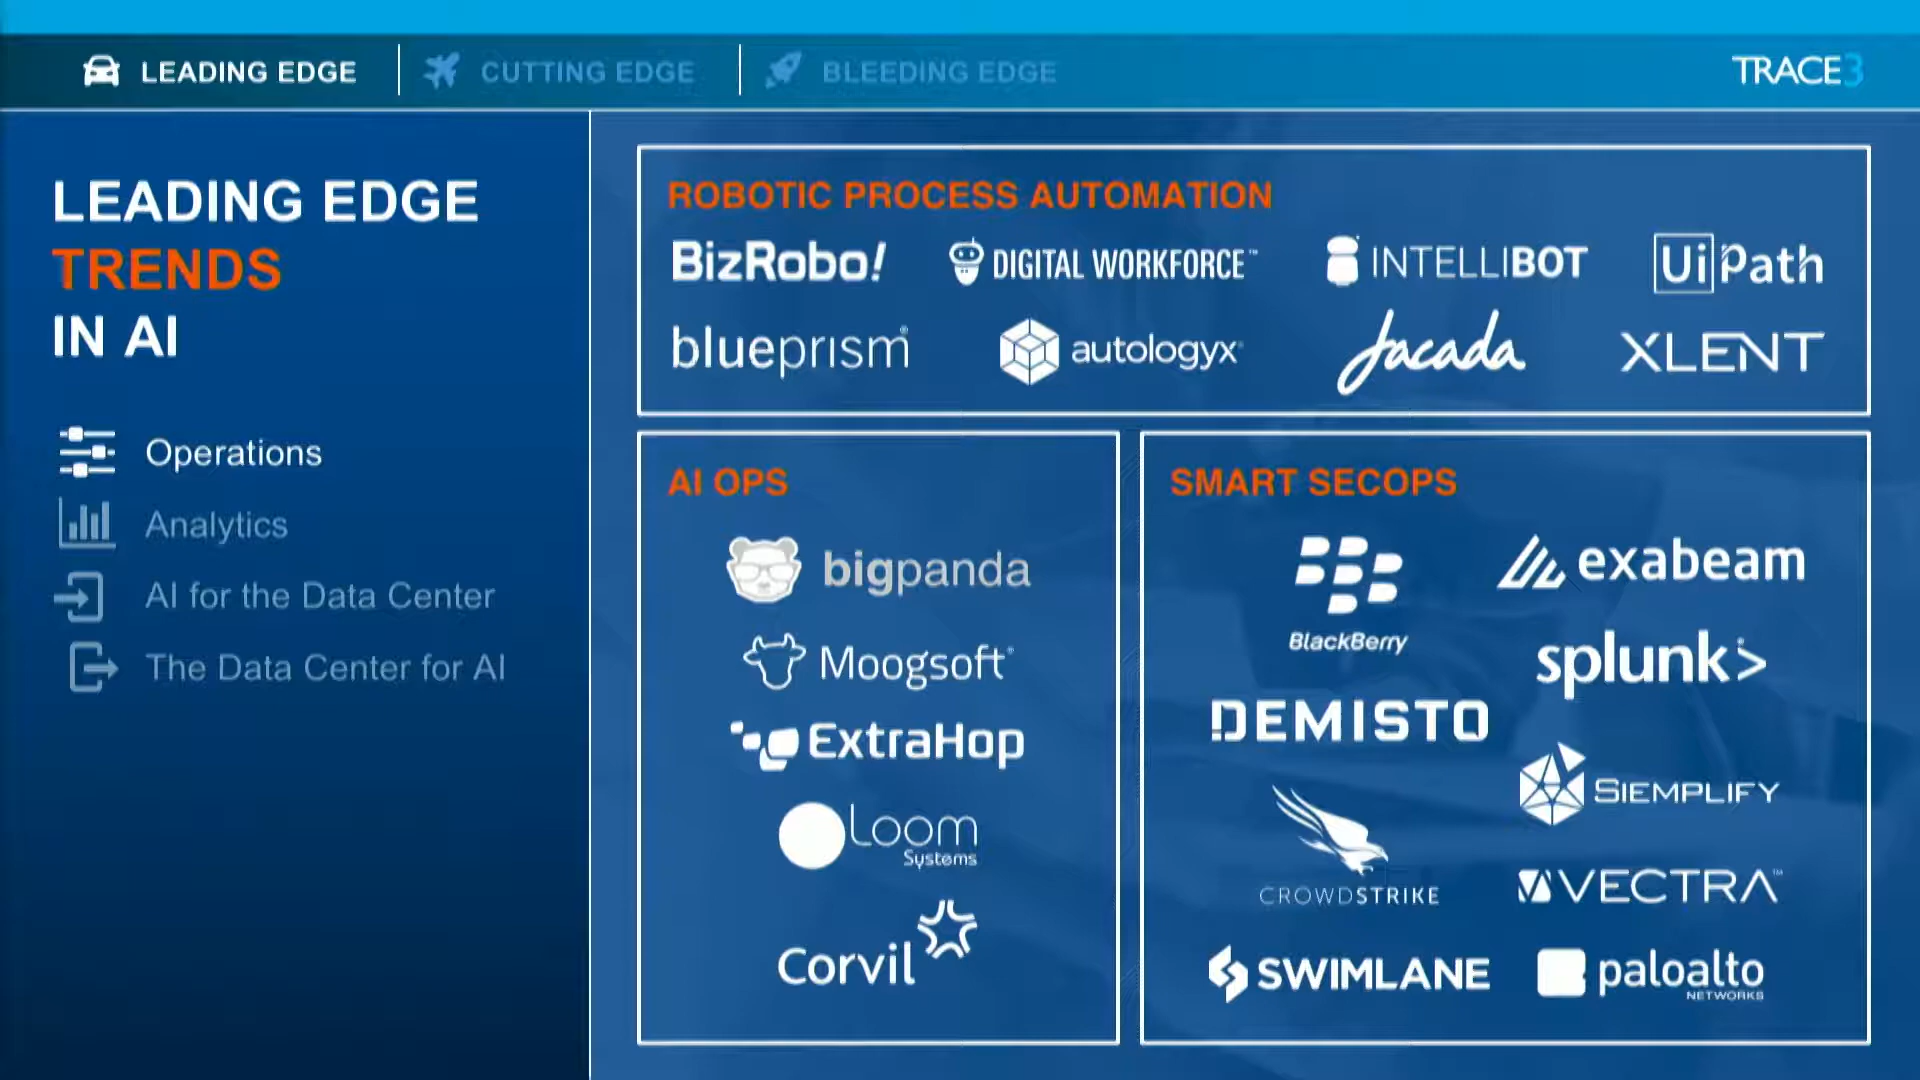 LEADING EDGE
CUTTING EDGE
BLEEDING EDGE
TRACE3
LEADING EDGE
TRENDS
IN AI
Operations
Analytics
AI for the Data Center
The Data Center for AI
ROBOTIC PROCESS AUTOMATION
BizRobo!
DIGITAL WORKFORCE™
INTELLIBOT
UiPath
blueprism®
autologyx®
Jacada
XLENT
AI OPS
bigpanda
Moogsoft®
ExtraHop
Loom
Systems
Corvil
SMART SECOPS
BlackBerry
exabeam
splunk>
DEMISTO
SIEMPLIFY
CROWDSTRIKE
VECTRA™
SWIMLANE
paloalto
NETWORKS